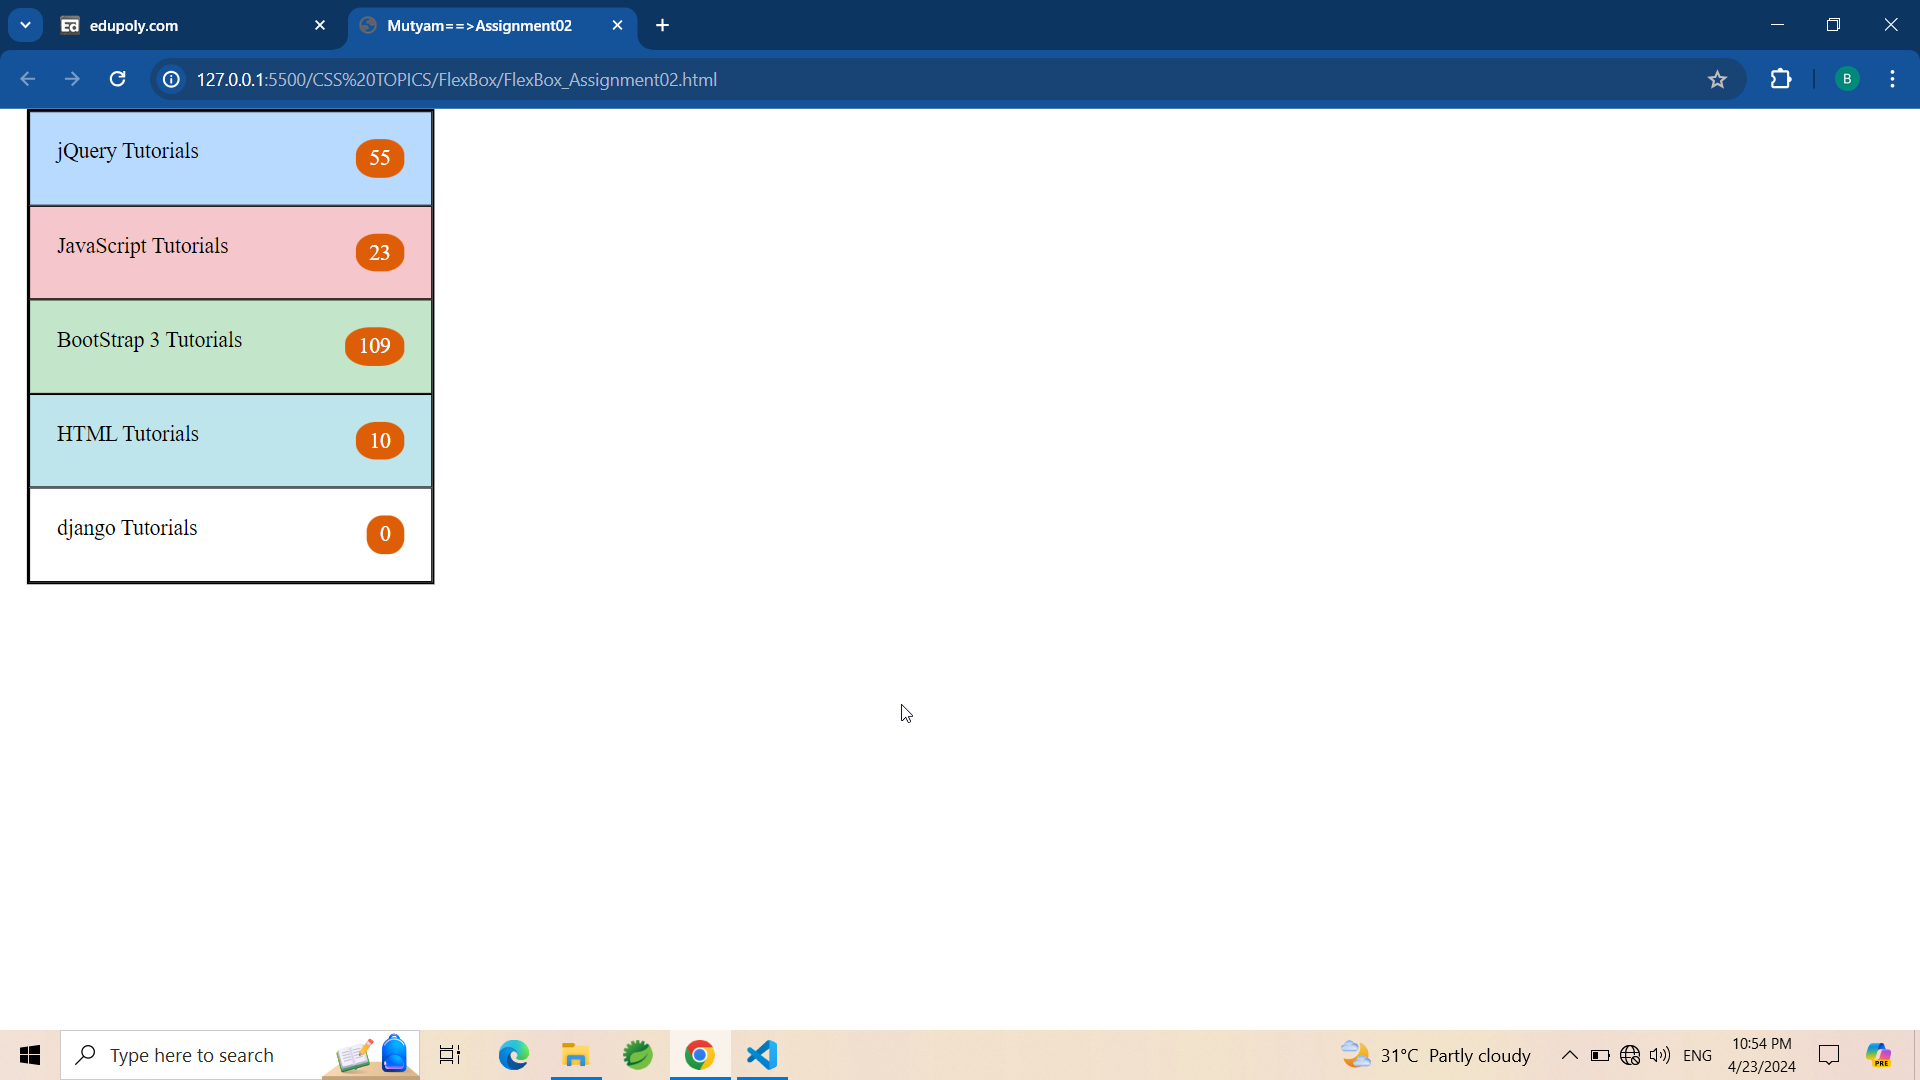 edupoly.com
Mutyam==>Assignment02
127.0.0.1:5500/CSS%20TOPICS/FlexBox/FlexBox_Assignment02.html
B
jQuery Tutorials 55
JavaScript Tutorials 23
BootStrap 3 Tutorials 109
HTML Tutorials 10
django Tutorials 0
Type here to search
31°C Partly cloudy
ENG
10:54 PM
4/23/2024
PRE